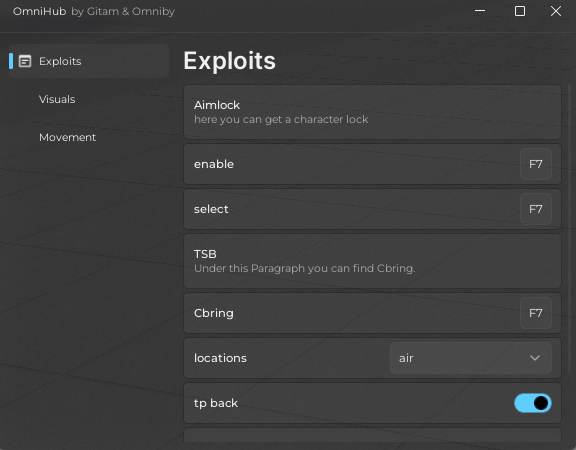 OmniHub by Gitam & Omniby
Exploits
Visuals
Movement
Exploits
Aimlock
here you can get a character lock
enable F7
select F7
TSB
Under this Paragraph you can find Cbring.
Cbring F7
locations air
tp back